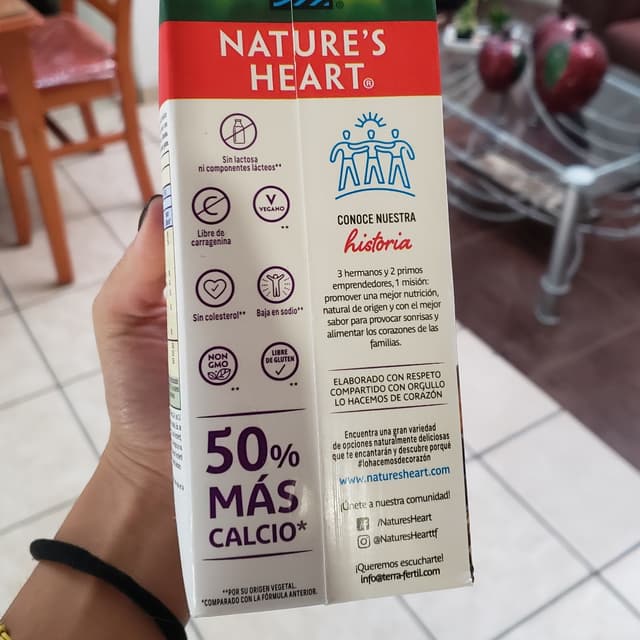 NATURE'S
HEART®
Sin lactosa
ni componentes lácteos**
Libre de
carragenina
V
VEGANO
**
Sin colesterol**
Baja en sodio**
NON
GMO
**
LIBRE
DE GLUTEN
**
50%
MÁS
CALCIO*
**POR SU ORIGEN VEGETAL.
*COMPARADO CON LA FÓRMULA ANTERIOR.
CONOCE NUESTRA
historia
3 hermanos y 2 primos
emprendedores, 1 misión:
promover una mejor nutrición,
natural de origen y con el mejor
sabor para provocar sonrisas y
alimentar los corazones de las
familias.
ELABORADO CON RESPETO
COMPARTIDO CON ORGULLO
LO HACEMOS DE CORAZÓN
Encuentra una gran variedad
de opciones naturalmente deliciosas
que te encantarán y descubre porqué
#lohacemosdecorazón
www.naturesheart.com
¡Únete a nuestra comunidad!
/NaturesHeart
@NaturesHearttf
¡Queremos escucharte!
info@terra-fertil.com